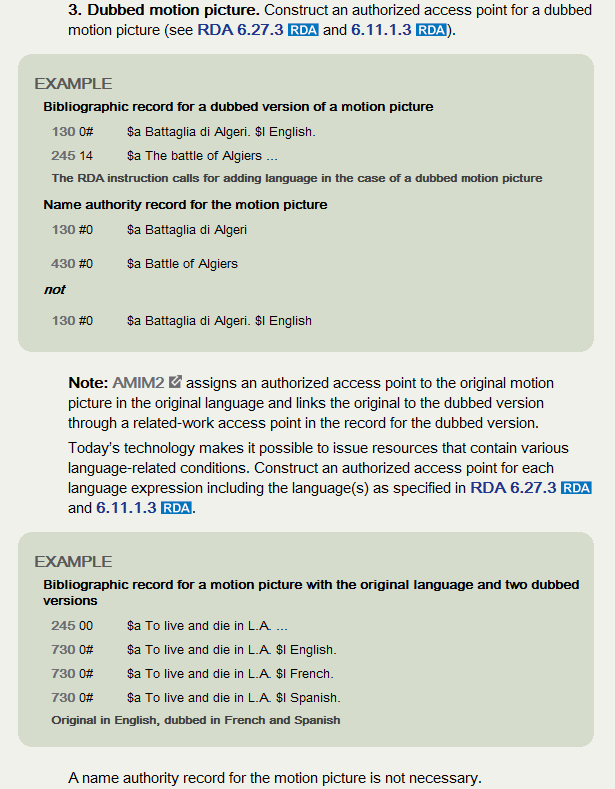 3. Dubbed motion picture. Construct an authorized access point for a dubbed
motion picture (see RDA 6.27.3 RDA and 6.11.1.3 RDA).
EXAMPLE
Bibliographic record for a dubbed version of a motion picture
130 0# $a Battaglia di Algeri. $l English.
245 14 $a The battle of Algiers ...
The RDA instruction calls for adding language in the case of a dubbed motion picture
Name authority record for the motion picture
130 #0 $a Battaglia di Algeri
430 #0 $a Battle of Algiers
not
130 #0 $a Battaglia di Algeri. $l English
Note: AMIM2 assigns an authorized access point to the original motion
picture in the original language and links the original to the dubbed version
through a related-work access point in the record for the dubbed version.
Today's technology makes it possible to issue resources that contain various
language-related conditions. Construct an authorized access point for each
language expression including the language(s) as specified in RDA 6.27.3 RDA
and 6.11.1.3 RDA.
EXAMPLE
Bibliographic record for a motion picture with the original language and two dubbed
versions
245 00 $a To live and die in L.A. ...
730 0# $a To live and die in L.A. $l English.
730 0# $a To live and die in L.A. $l French.
730 0# $a To live and die in L.A. $l Spanish.
Original in English, dubbed in French and Spanish
A name authority record for the motion picture is not necessary.